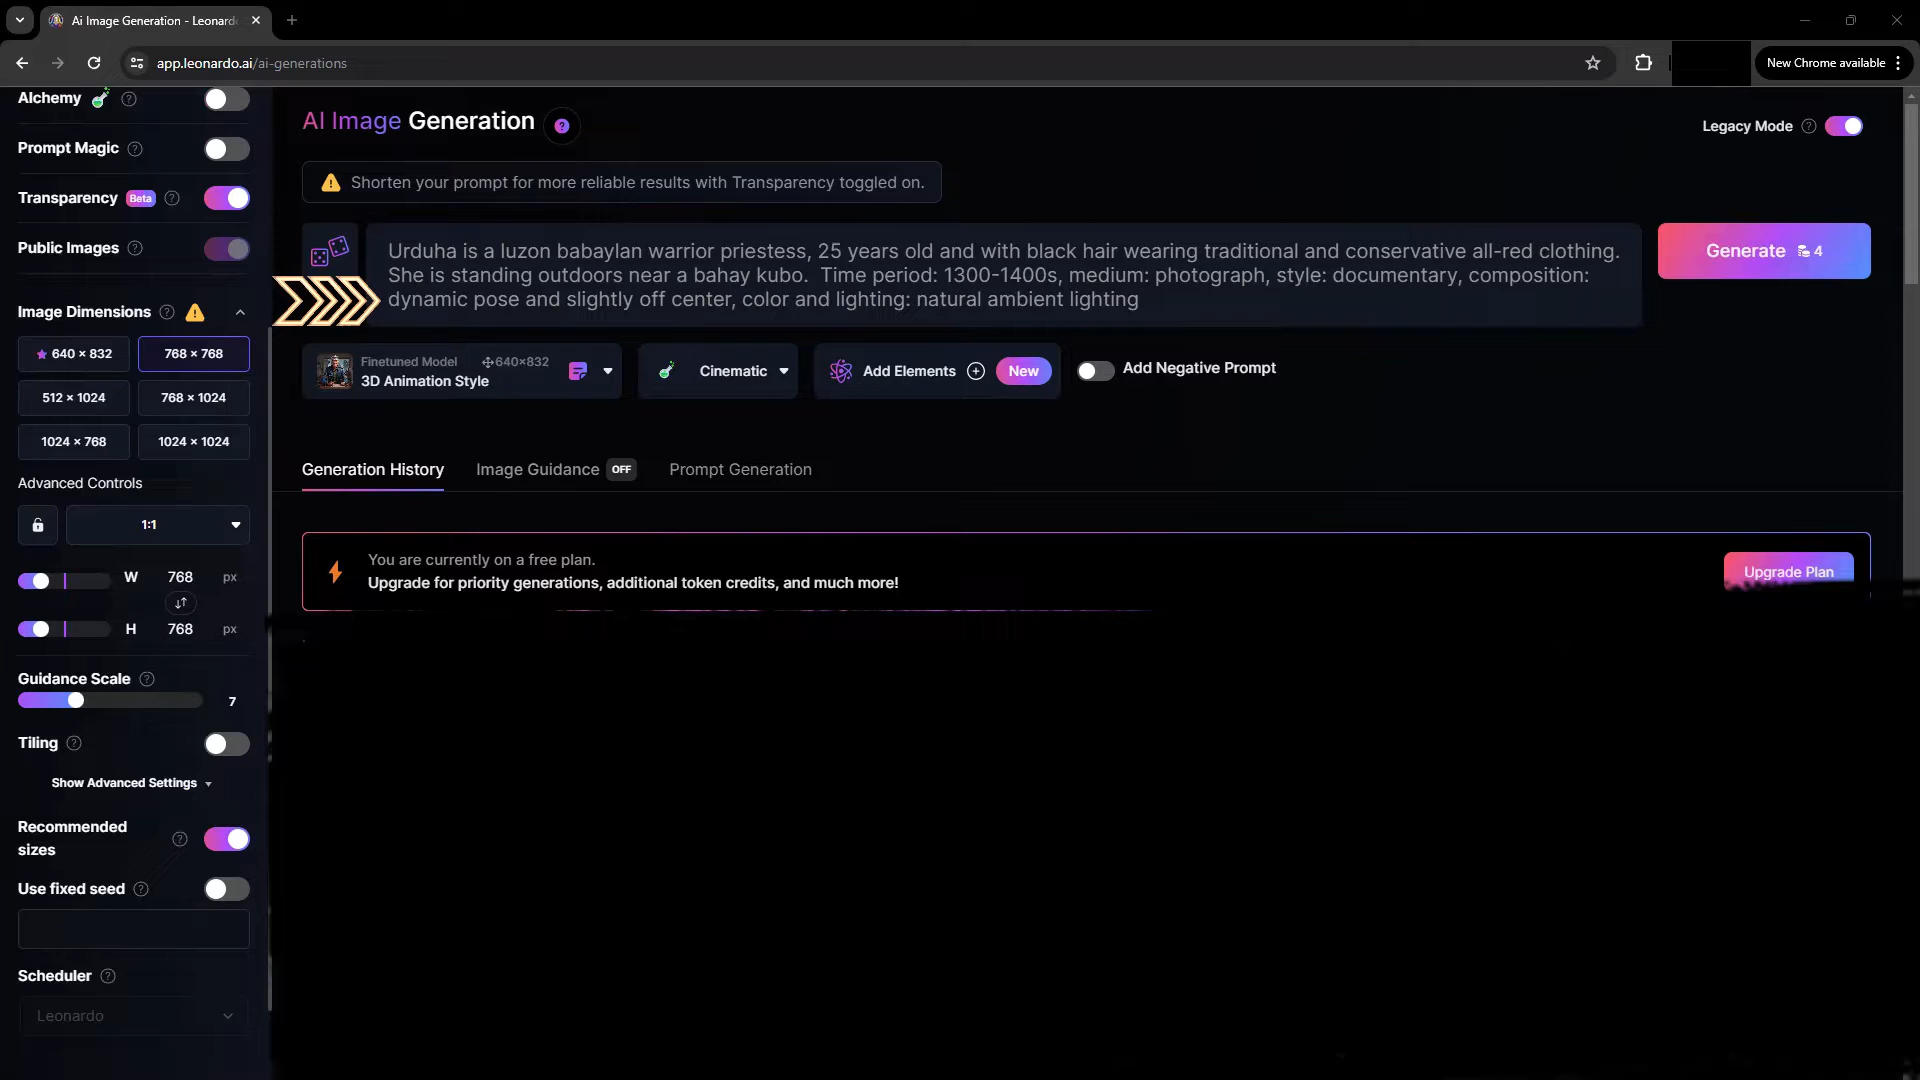 Ai Image Generation - Leonard
app.leonardo.ai/ai-generations
New Chrome available
Alchemy
Prompt Magic
Transparency Beta
Public Images
Image Dimensions
640 × 832
768 × 768
512 × 1024
768 × 1024
1024 × 768
1024 × 1024
Advanced Controls
1:1
W 768 px
H 768 px
Guidance Scale
7
Tiling
Show Advanced Settings
Recommended
sizes
Use fixed seed
Scheduler
Leonardo
AI Image Generation
Legacy Mode
Shorten your prompt for more reliable results with Transparency toggled on.
Urduha is a luzon babaylan warrior priestess, 25 years old and with black hair wearing traditional and conservative all-red clothing.
She is standing outdoors near a bahay kubo.  Time period: 1300-1400s, medium: photograph, style: documentary, composition:
dynamic pose and slightly off center, color and lighting: natural ambient lighting
Generate 4
Finetuned Model 640×832
3D Animation Style
Cinematic
Add Elements New
Add Negative Prompt
Generation History
Image Guidance OFF
Prompt Generation
You are currently on a free plan.
Upgrade for priority generations, additional token credits, and much more!
Upgrade Plan